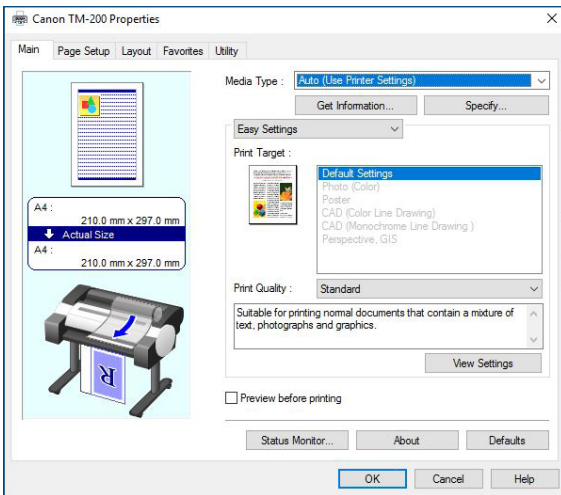 Canon TM-200 Properties
Main
Page Setup
Layout
Favorites
Utility
A4 :
210.0 mm x 297.0 mm
Actual Size
A4 :
210.0 mm x 297.0 mm
R
Media Type :
Auto (Use Printer Settings)
Get Information...
Specify...
Easy Settings
Print Target :
Default Settings
Photo (Color)
Poster
CAD (Color Line Drawing)
CAD (Monochrome Line Drawing )
Perspective, GIS
Print Quality :
Standard
Suitable for printing normal documents that contain a mixture of
text, photographs and graphics.
View Settings
Preview before printing
Status Monitor...
About
Defaults
OK
Cancel
Help